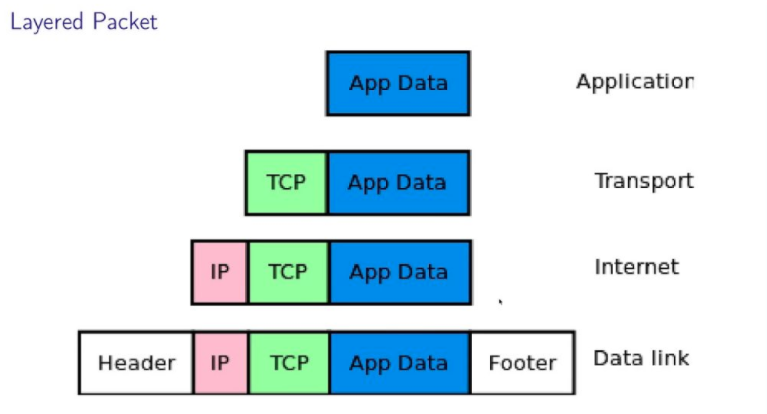 Layered Packet
App Data Application
TCP App Data Transport
IP TCP App Data Internet
Header IP TCP App Data Footer Data link